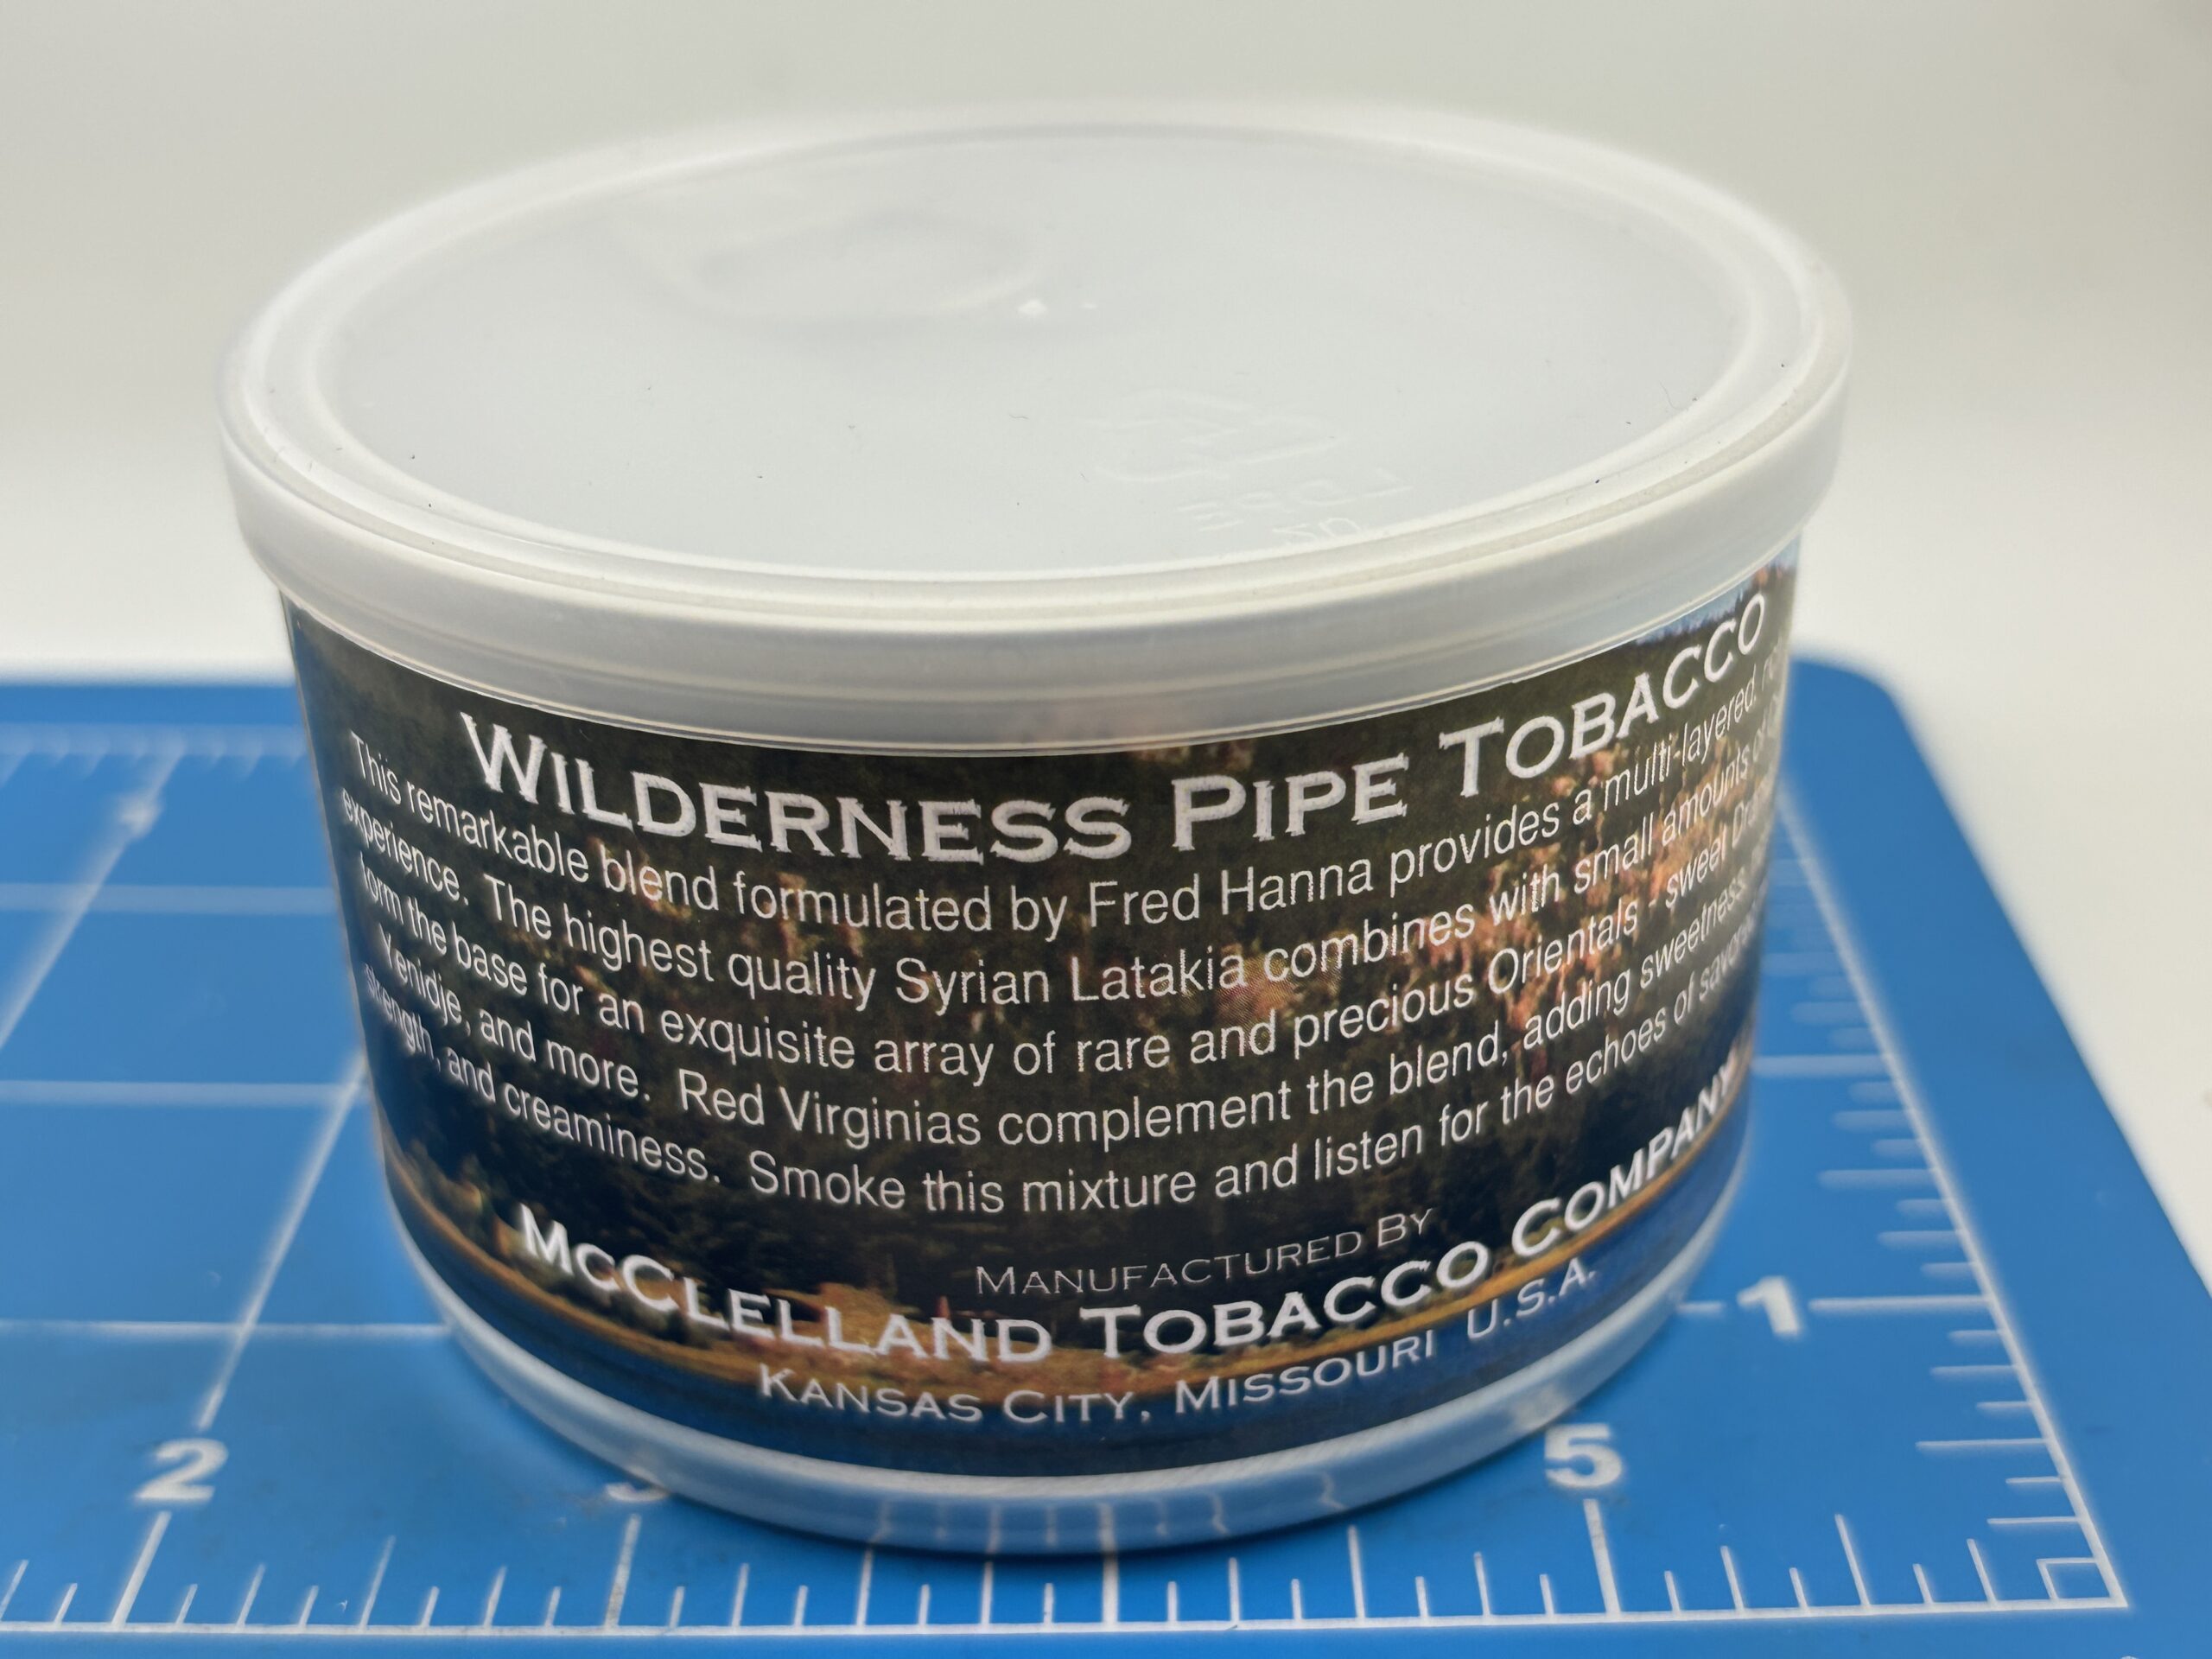 LDPE
WILDERNESS PIPE TOBACCO
This remarkable blend formulated by Fred Hanna provides a multi-layered,
experience. The highest quality Syrian Latakia combines with small amounts of
form the base for an exquisite array of rare and precious Orientals - sweet
Yenidje, and more. Red Virginias complement the blend, adding sweetness,
strength, and creaminess. Smoke this mixture and listen for the echoes of
MANUFACTURED BY
MCCLELLAND TOBACCO COMPANY
KANSAS CITY, MISSOURI U.S.A.
1
2
5